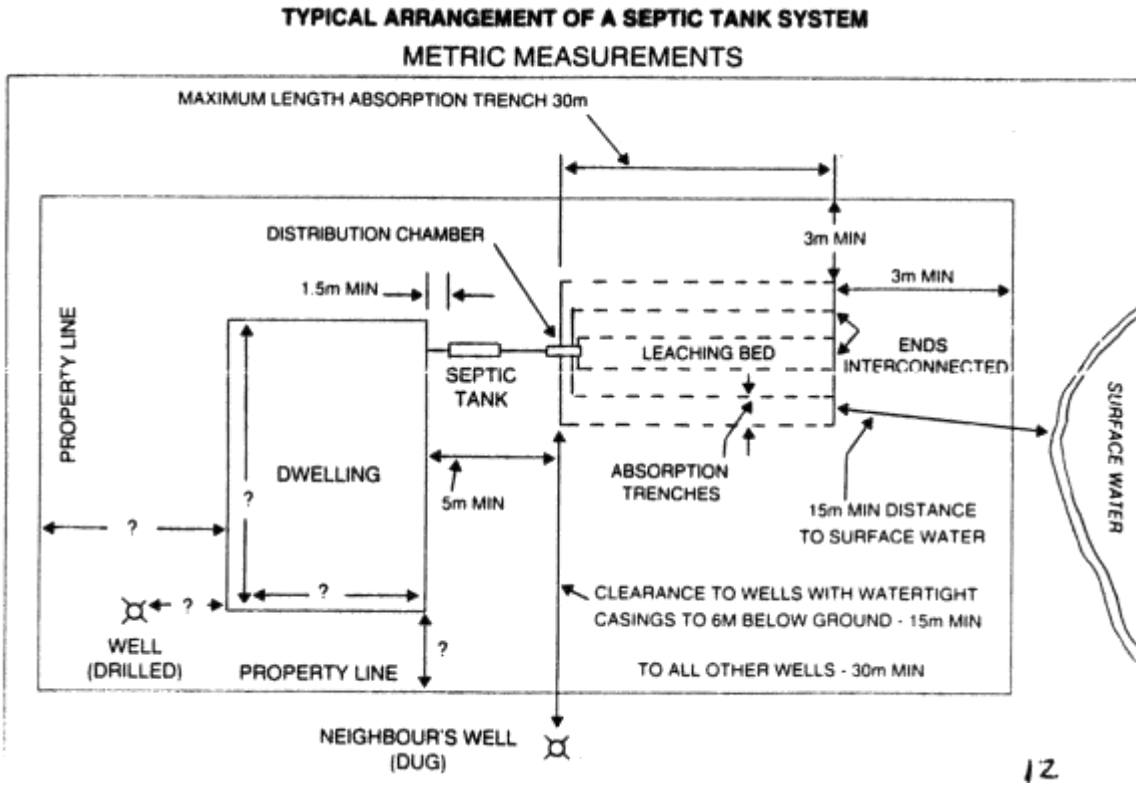 TYPICAL ARRANGEMENT OF A SEPTIC TANK SYSTEM
METRIC MEASUREMENTS
MAXIMUM LENGTH ABSORPTION TRENCH 30m
DISTRIBUTION CHAMBER
3m MIN
1.5m MIN
3m MIN
PROPERTY LINE
LEACHING BED
ENDS
INTERCONNECTED
SEPTIC
TANK
SURFACE WATER
DWELLING
?
5m MIN
ABSORPTION
TRENCHES
?
15m MIN DISTANCE
TO SURFACE WATER
?
?
CLEARANCE TO WELLS WITH WATERTIGHT
CASINGS TO 6M BELOW GROUND - 15m MIN
WELL
(DRILLED)
?
PROPERTY LINE
TO ALL OTHER WELLS - 30m MIN
NEIGHBOUR'S WELL
(DUG)
12